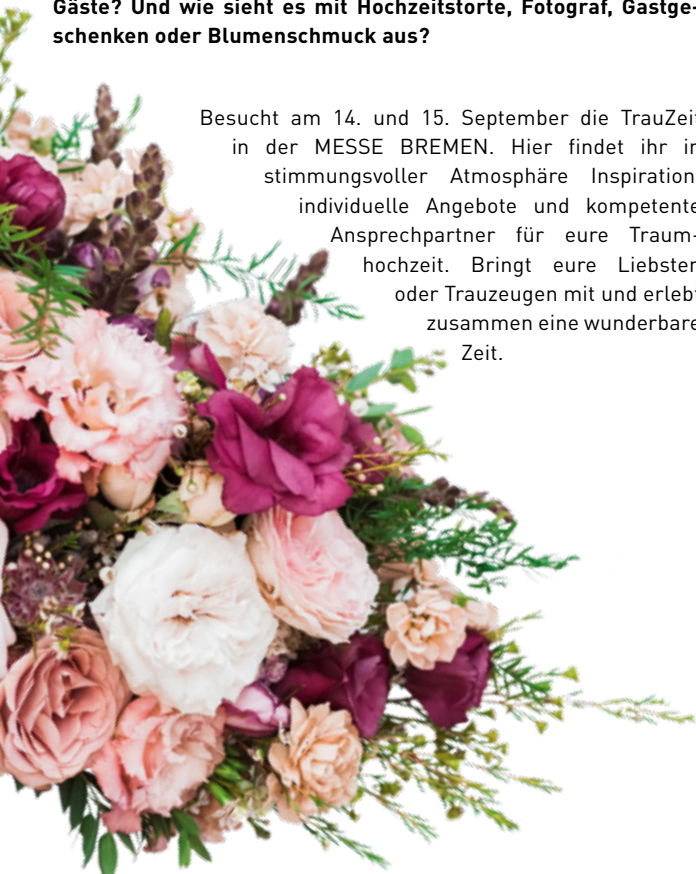 Gäste? Und wie sieht es mit Hochzeitstorte, Fotograf, Gastge-
schenken oder Blumenschmuck aus?
Besucht am 14. und 15. September die TrauZeit
in der MESSE BREMEN. Hier findet ihr in
stimmungsvoller Atmosphäre Inspiration,
individuelle Angebote und kompetente
Ansprechpartner für eure Traum-
hochzeit. Bringt eure Liebsten
oder Trauzeugen mit und erlebt
zusammen eine wunderbare
Zeit.